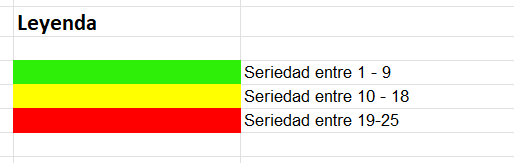 Leyenda
Seriedad entre 1 - 9
Seriedad entre 10 - 18
Seriedad entre 19-25